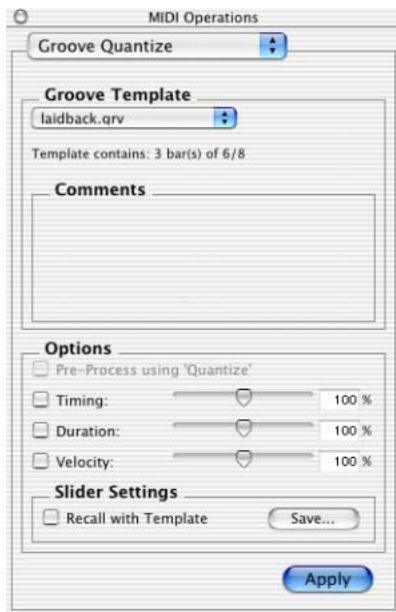 MIDI Operations
Groove Quantize
Groove Template
laidback.grv
Template contains: 3 bar(s) of 6/8
Comments
Options
Pre-Process using 'Quantize'
Timing: 100 %
Duration: 100 %
Velocity: 100 %
Slider Settings
Recall with Template Save...
Apply